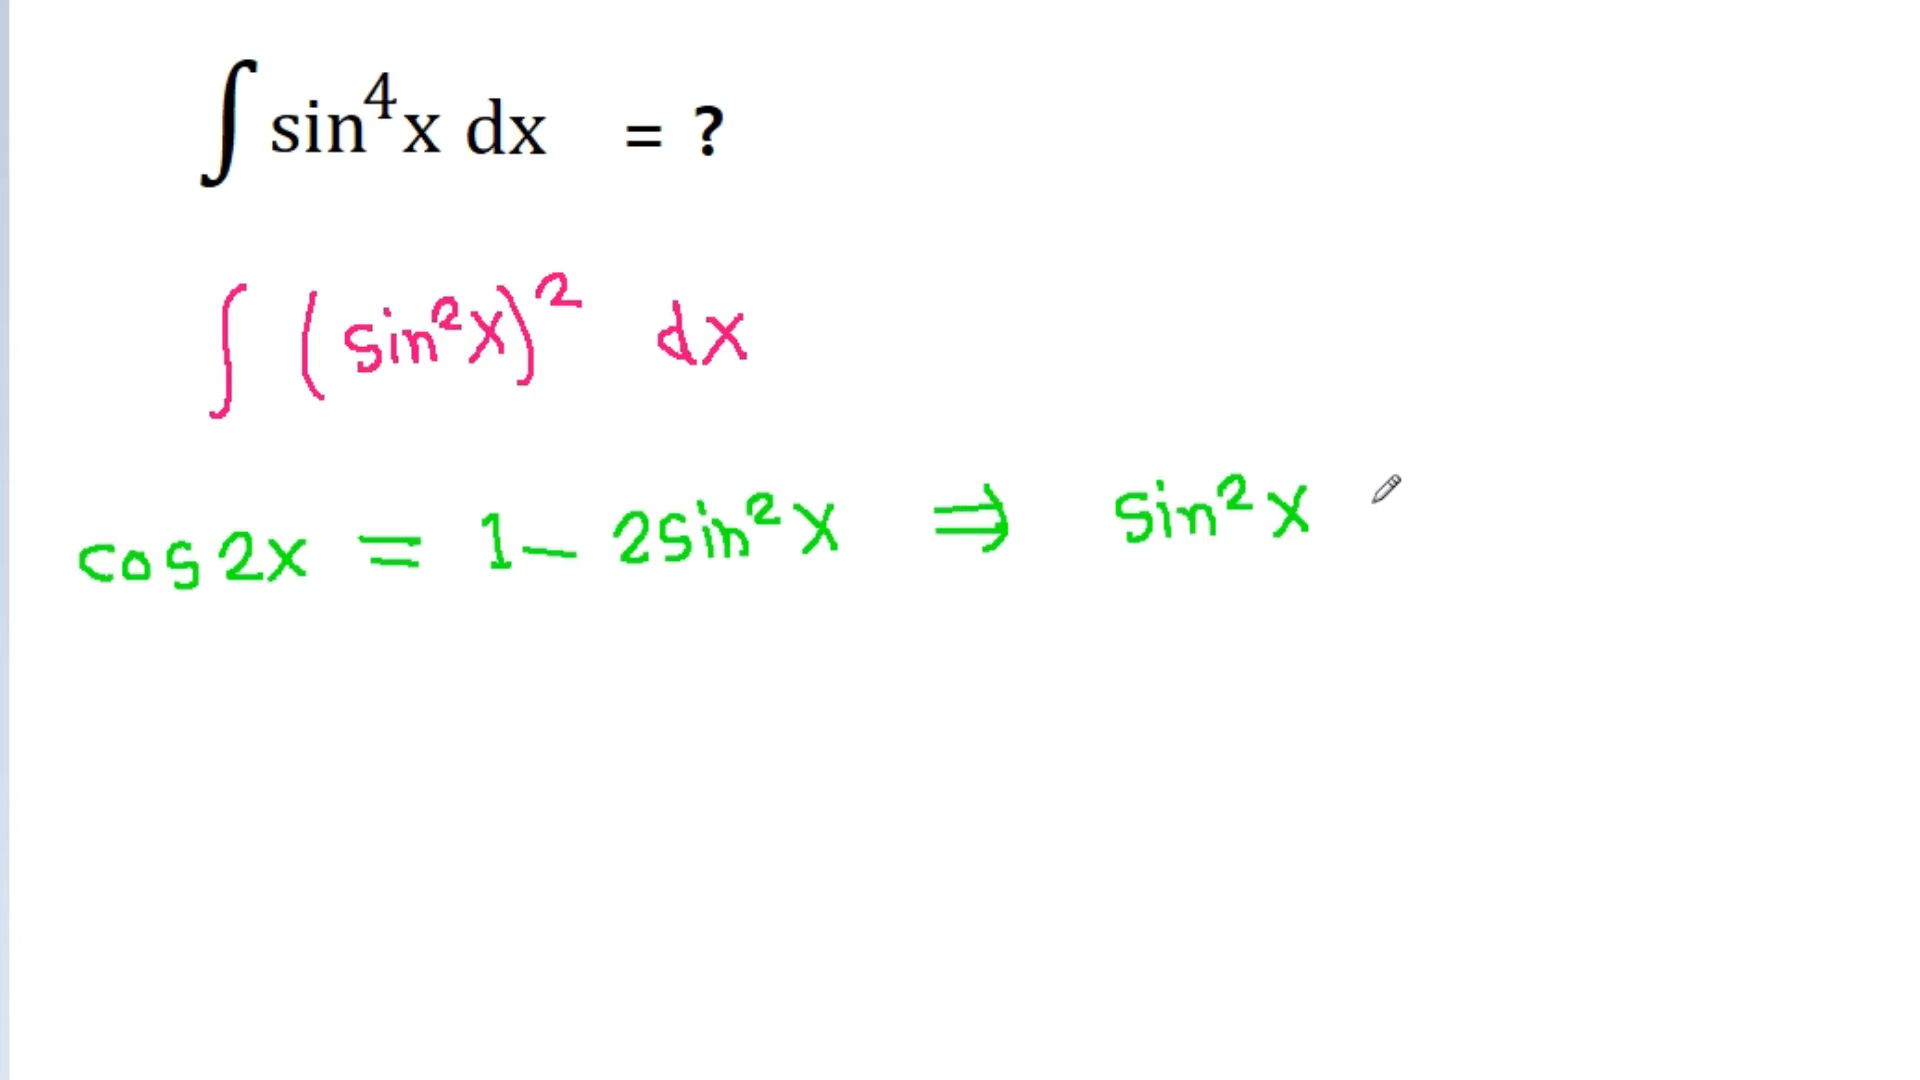 ∫ sin⁴x dx = ?
∫ (sin²x)² dx
cos 2x = 1 - 2sin²x ⇒ sin²x